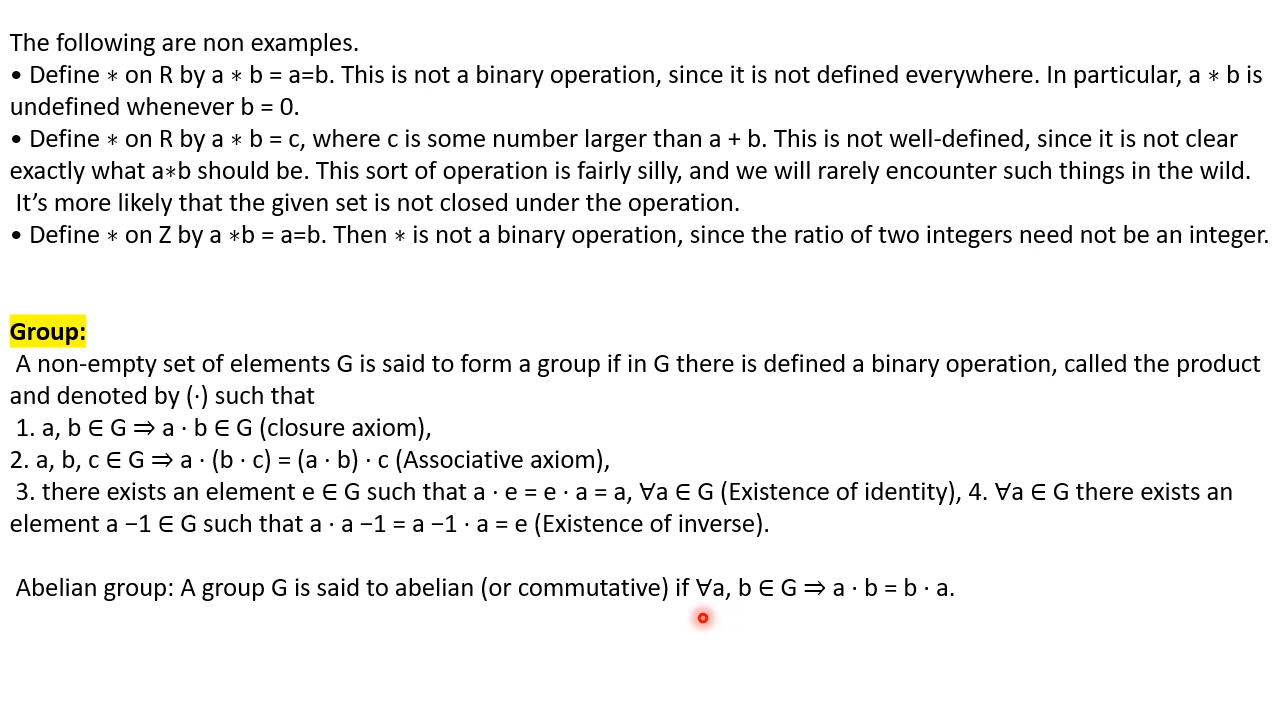 The following are non examples.
• Define ∗ on R by a ∗ b = a=b. This is not a binary operation, since it is not defined everywhere. In particular, a ∗ b is
undefined whenever b = 0.
• Define ∗ on R by a ∗ b = c, where c is some number larger than a + b. This is not well-defined, since it is not clear
exactly what a∗b should be. This sort of operation is fairly silly, and we will rarely encounter such things in the wild.
It’s more likely that the given set is not closed under the operation.
• Define ∗ on Z by a ∗b = a=b. Then ∗ is not a binary operation, since the ratio of two integers need not be an integer.
Group:
A non-empty set of elements G is said to form a group if in G there is defined a binary operation, called the product
and denoted by (·) such that
1. a, b ∈ G ⇒ a · b ∈ G (closure axiom),
2. a, b, c ∈ G ⇒ a · (b · c) = (a · b) · c (Associative axiom),
3. there exists an element e ∈ G such that a · e = e · a = a, ∀a ∈ G (Existence of identity), 4. ∀a ∈ G there exists an
element a −1 ∈ G such that a · a −1 = a −1 · a = e (Existence of inverse).
Abelian group: A group G is said to abelian (or commutative) if ∀a, b ∈ G ⇒ a · b = b · a.